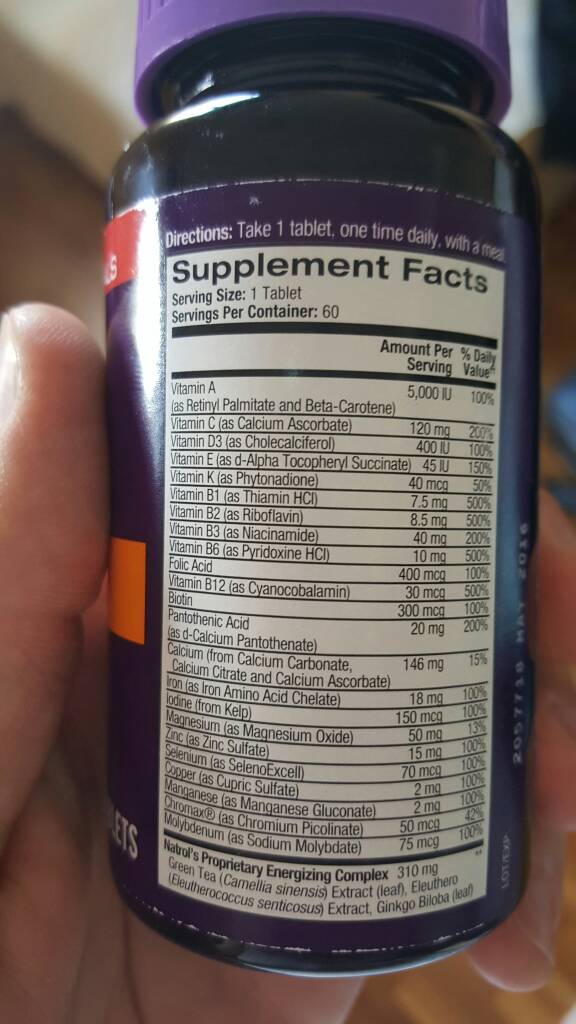 Directions: Take 1 tablet, one time daily, with a meal
Supplement Facts
Serving Size: 1 Tablet
Servings Per Container: 60
Amount Per Serving % Daily Value**
Vitamin A 5,000 IU 100%
(as Retinyl Palmitate and Beta-Carotene)
Vitamin C (as Calcium Ascorbate) 120 mg 200%
Vitamin D3 (as Cholecalciferol) 400 IU 100%
Vitamin E (as d-Alpha Tocopheryl Succinate) 45 IU 150%
Vitamin K (as Phytonadione) 40 mcg 50%
Vitamin B1 (as Thiamin HCl) 7.5 mg 500%
Vitamin B2 (as Riboflavin) 8.5 mg 500%
Vitamin B3 (as Niacinamide) 40 mg 200%
Vitamin B6 (as Pyridoxine HCl) 10 mg 500%
Folic Acid 400 mcg 100%
Vitamin B12 (as Cyanocobalamin) 30 mcg 500%
Biotin 300 mcg 100%
Pantothenic Acid 20 mg 200%
(as d-Calcium Pantothenate)
Calcium (from Calcium Carbonate, 146 mg 15%
Calcium Citrate and Calcium Ascorbate)
Iron (as Iron Amino Acid Chelate) 18 mg 100%
Iodine (from Kelp) 150 mcg 100%
Magnesium (as Magnesium Oxide) 50 mg 13%
Zinc (as Zinc Sulfate) 15 mg 100%
Selenium (as SelenoExcell) 70 mcg 100%
Copper (as Cupric Sulfate) 2 mg 100%
Manganese (as Manganese Gluconate) 2 mg 100%
Chromax® (as Chromium Picolinate) 50 mcg 42%
Molybdenum (as Sodium Molybdate) 75 mcg 100%
Natrol's Proprietary Energizing Complex 310 mg **
Green Tea (Camellia sinensis) Extract (leaf), Eleuthero
(Eleutherococcus senticosus) Extract, Ginkgo Biloba (leaf)
LETS
2057718 MAY 2016
LOT/EXP